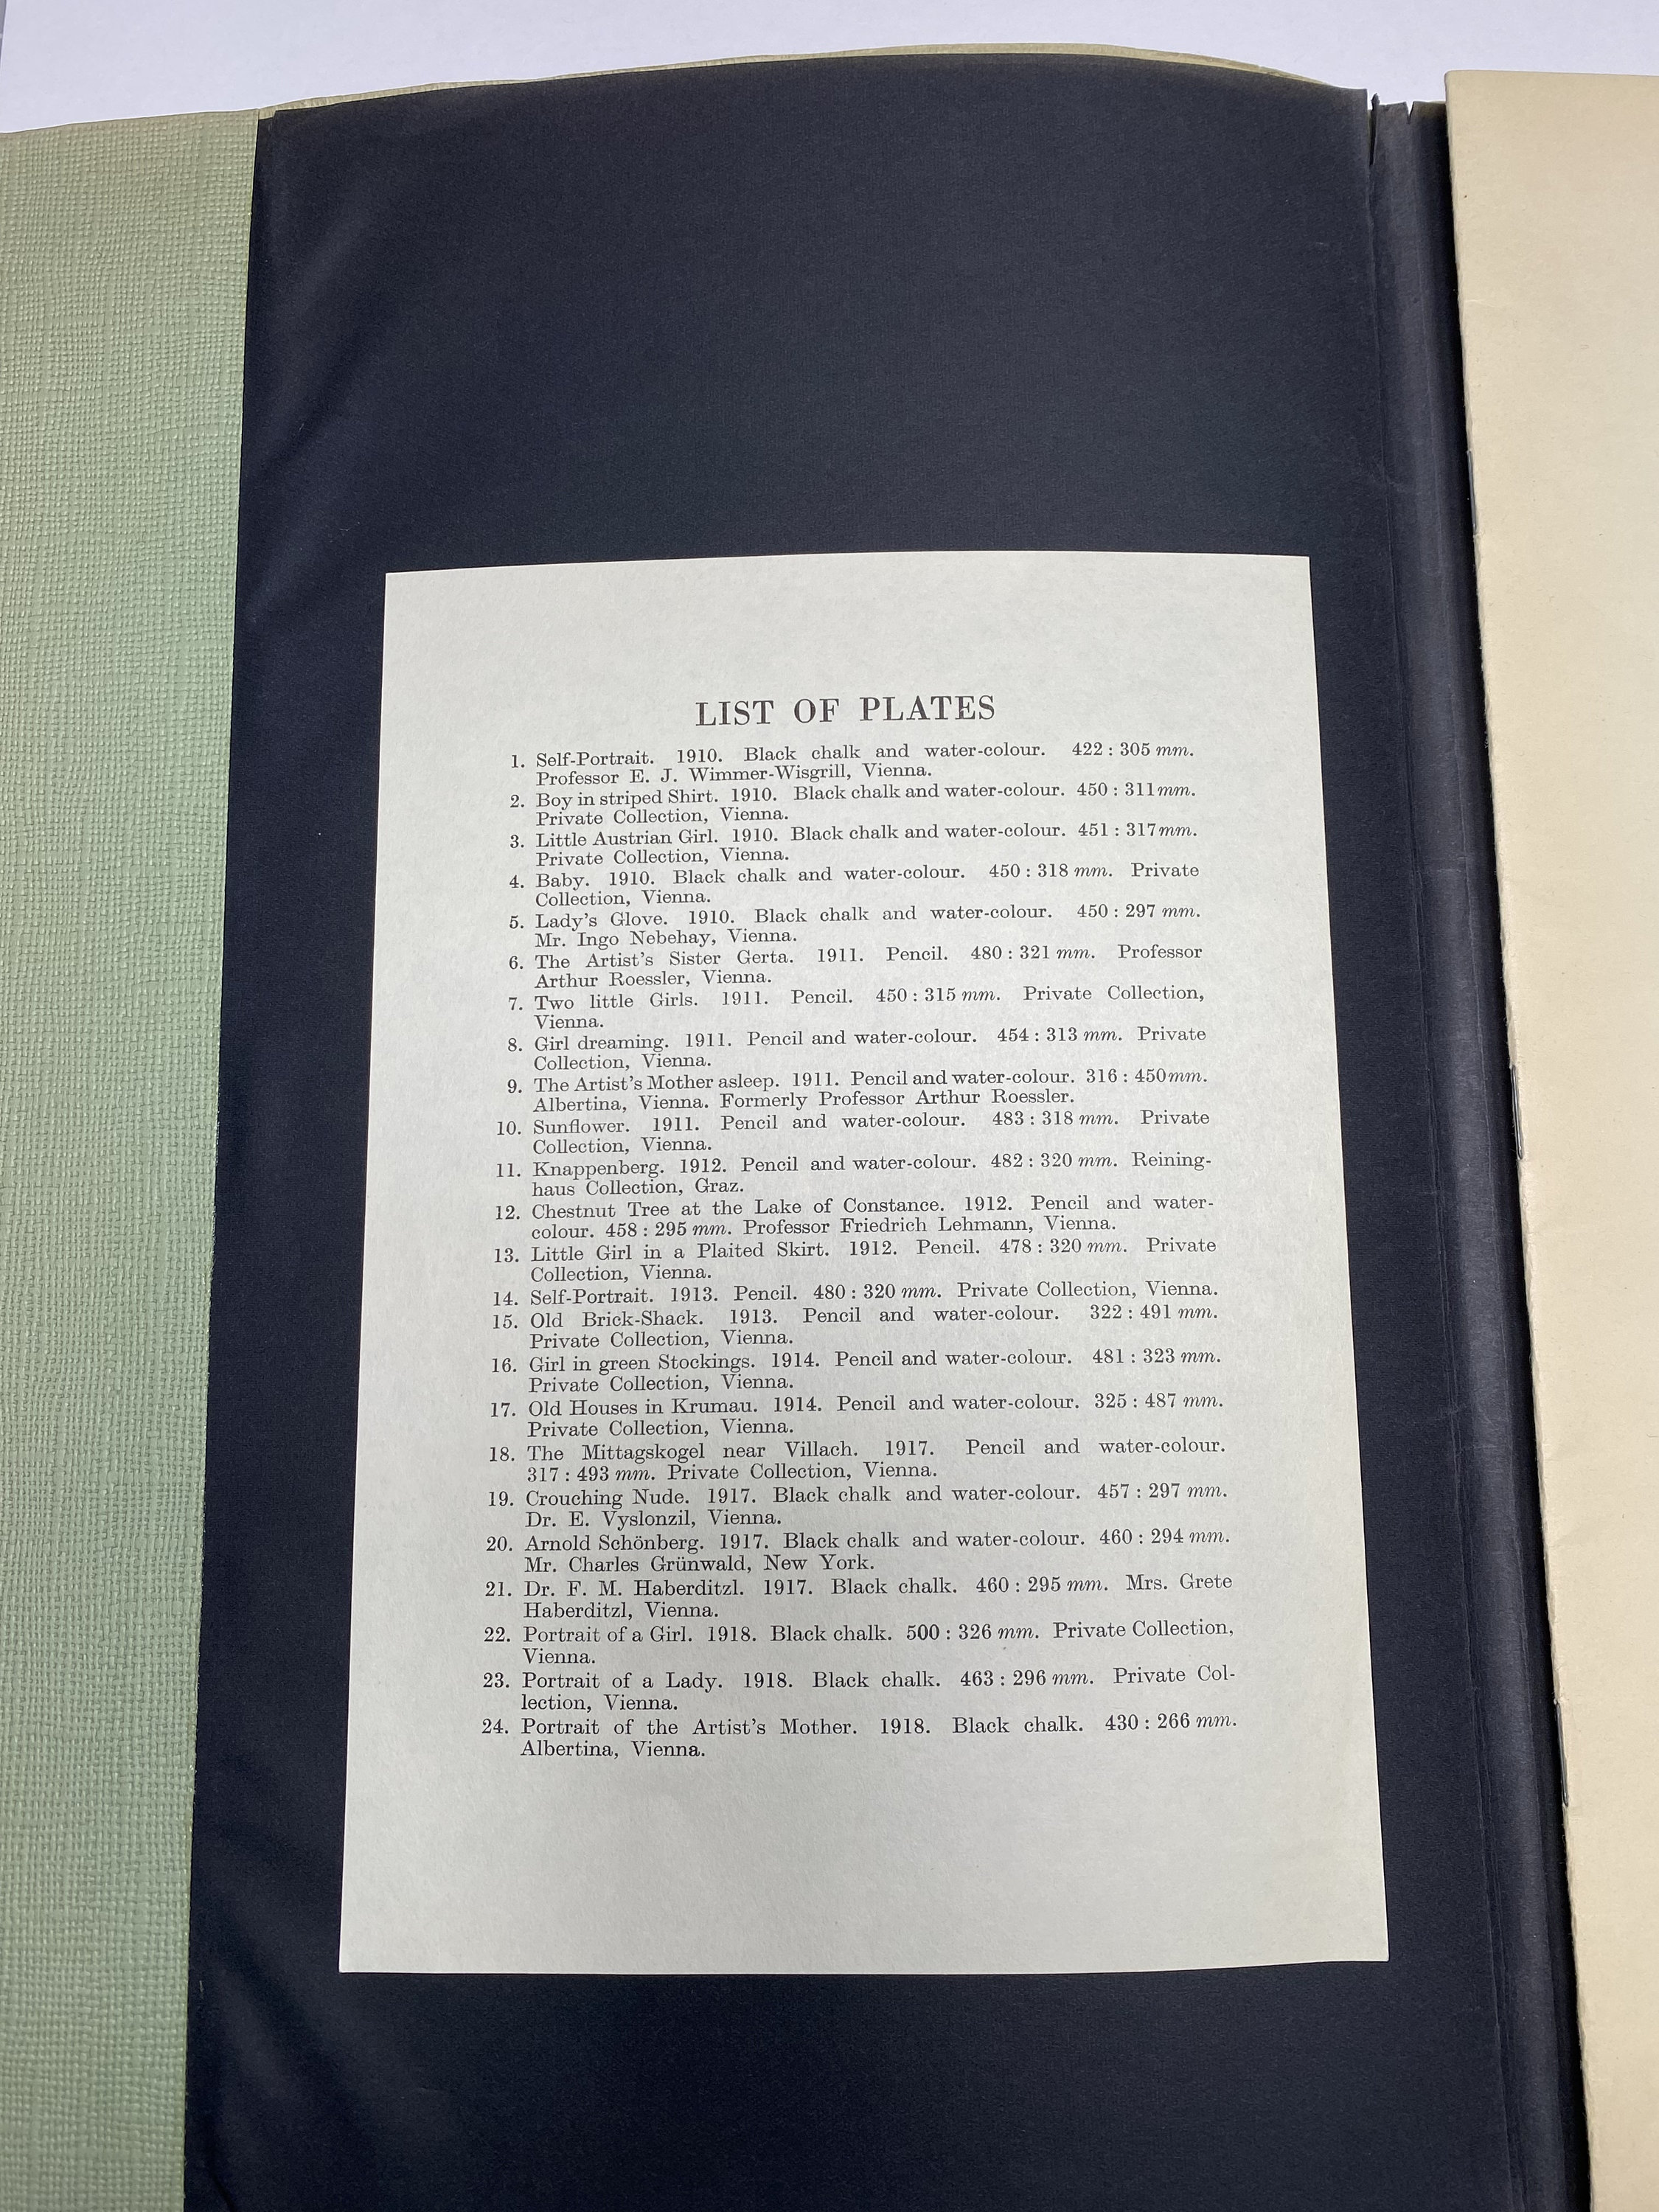 LIST OF PLATES
1. Self-Portrait. 1910. Black chalk and water-colour. 422 : 305 mm.
Professor E. J. Wimmer-Wisgrill, Vienna.
2. Boy in striped Shirt. 1910. Black chalk and water-colour. 450 : 311 mm.
Private Collection, Vienna.
3. Little Austrian Girl. 1910. Black chalk and water-colour. 451 : 317 mm.
Private Collection, Vienna.
4. Baby. 1910. Black chalk and water-colour. 450 : 318 mm. Private
Collection, Vienna.
5. Lady's Glove. 1910. Black chalk and water-colour. 450 : 297 mm.
Mr. Ingo Nebehay, Vienna.
6. The Artist's Sister Gerta. 1911. Pencil. 480 : 321 mm. Professor
Arthur Roessler, Vienna.
7. Two little Girls. 1911. Pencil. 450 : 315 mm. Private Collection,
Vienna.
8. Girl dreaming. 1911. Pencil and water-colour. 454 : 313 mm. Private
Collection, Vienna.
9. The Artist's Mother asleep. 1911. Pencil and water-colour. 316 : 450 mm.
Albertina, Vienna. Formerly Professor Arthur Roessler.
10. Sunflower. 1911. Pencil and water-colour. 483 : 318 mm. Private
Collection, Vienna.
11. Knappenberg. 1912. Pencil and water-colour. 482 : 320 mm. Reining-
haus Collection, Graz.
12. Chestnut Tree at the Lake of Constance. 1912. Pencil and water-
colour. 458 : 295 mm. Professor Friedrich Lehmann, Vienna.
13. Little Girl in a Plaited Skirt. 1912. Pencil. 478 : 320 mm. Private
Collection, Vienna.
14. Self-Portrait. 1913. Pencil. 480 : 320 mm. Private Collection, Vienna.
15. Old Brick-Shack. 1913. Pencil and water-colour. 322 : 491 mm.
Private Collection, Vienna.
16. Girl in green Stockings. 1914. Pencil and water-colour. 481 : 323 mm.
Private Collection, Vienna.
17. Old Houses in Krumau. 1914. Pencil and water-colour. 325 : 487 mm.
Private Collection, Vienna.
18. The Mittagskogel near Villach. 1917. Pencil and water-colour.
317 : 493 mm. Private Collection, Vienna.
19. Crouching Nude. 1917. Black chalk and water-colour. 457 : 297 mm.
Dr. E. Vyslonzil, Vienna.
20. Arnold Schönberg. 1917. Black chalk and water-colour. 460 : 294 mm.
Mr. Charles Grünwald, New York.
21. Dr. F. M. Haberditzl. 1917. Black chalk. 460 : 295 mm. Mrs. Grete
Haberditzl, Vienna.
22. Portrait of a Girl. 1918. Black chalk. 500 : 326 mm. Private Collection,
Vienna.
23. Portrait of a Lady. 1918. Black chalk. 463 : 296 mm. Private Col-
lection, Vienna.
24. Portrait of the Artist's Mother. 1918. Black chalk. 430 : 266 mm.
Albertina, Vienna.